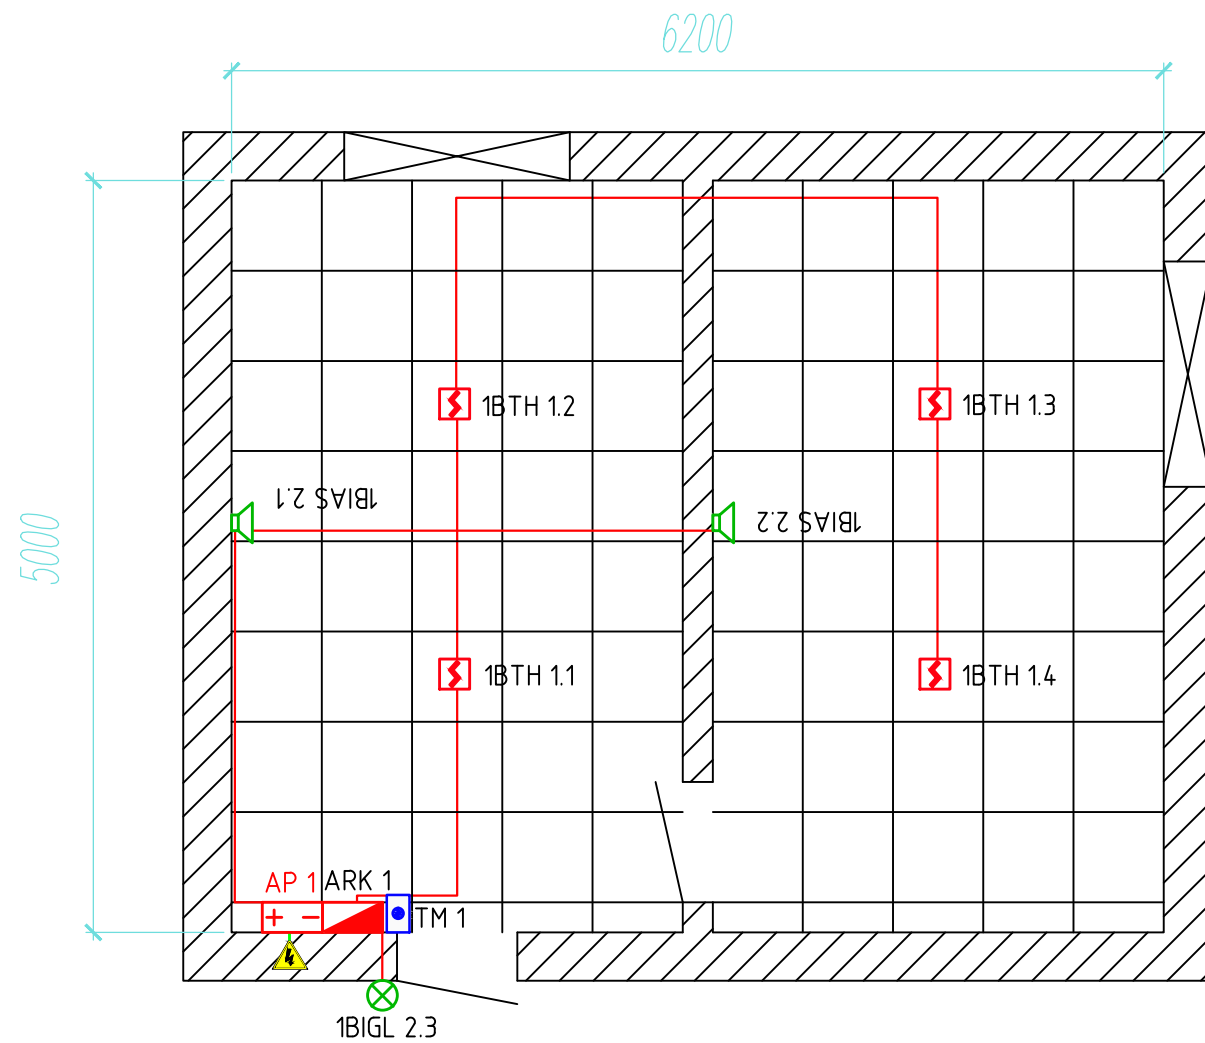 6200
1BTH 1.2
1BTH 1.3
1BIAS 2.1
1BIAS 2.2
5000
1BTH 1.1
1BTH 1.4
AP 1
ARK 1
TM 1
1BIGL 2.3